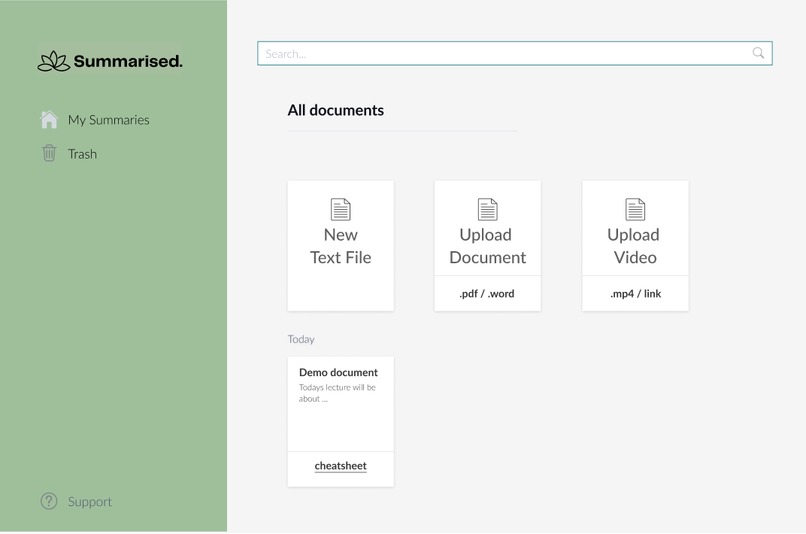 Summarised.
My Summaries
Trash
Support
Search...
All documents
New
Text File
Upload
Document
.pdf / .word
Upload
Video
.mp4 / link
Today
Demo document
Todays lecture will be
about ...
cheatsheet